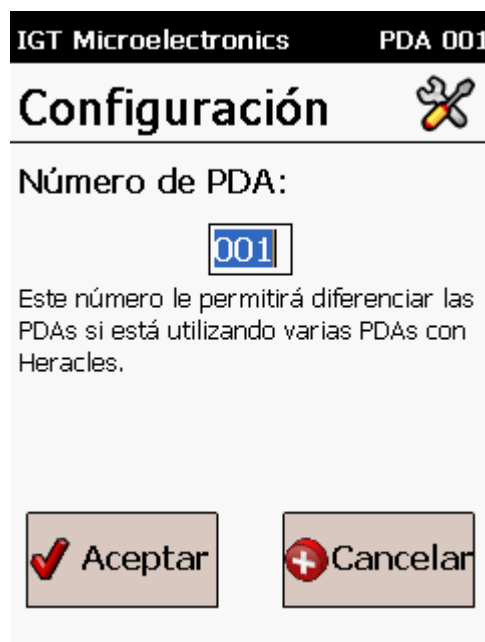 IGT Microelectronics PDA 001
Configuración
Número de PDA:
001
Este número le permitirá diferenciar las
PDAs si está utilizando varias PDAs con
Heracles.
Aceptar Cancelar